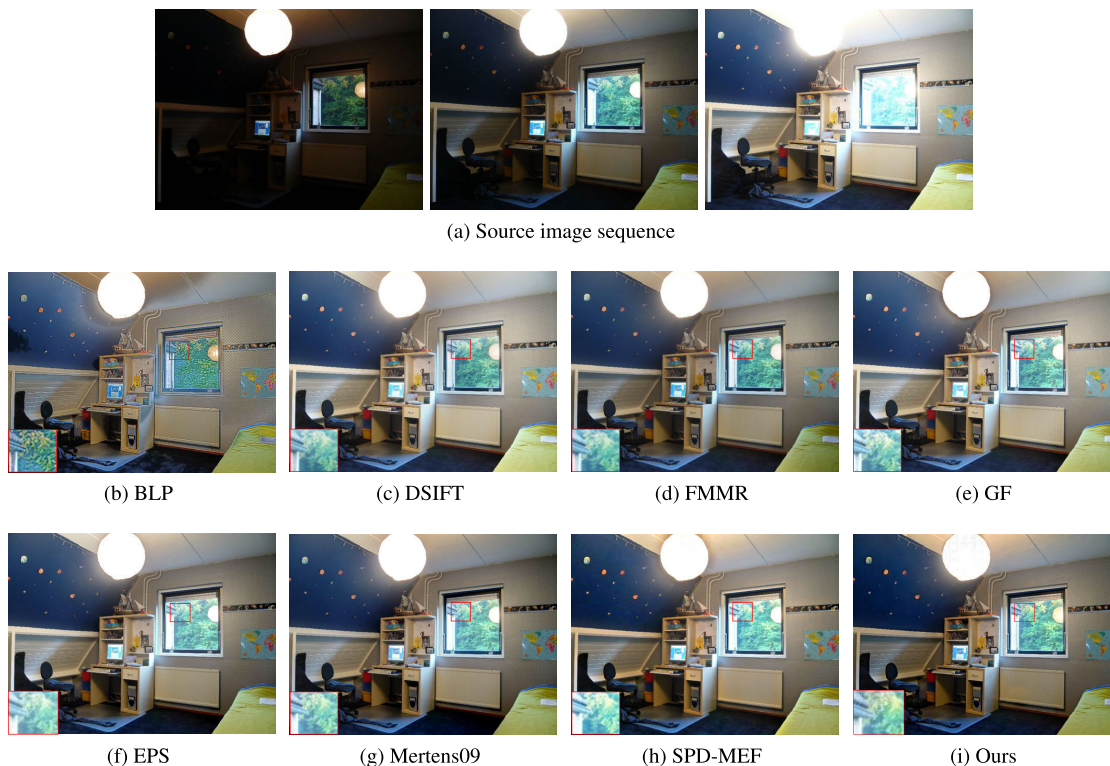 (a) Source image sequence
(b) BLP
(c) DSIFT
(d) FMMR
(e) GF
(f) EPS
(g) Mertens09
(h) SPD-MEF
(i) Ours